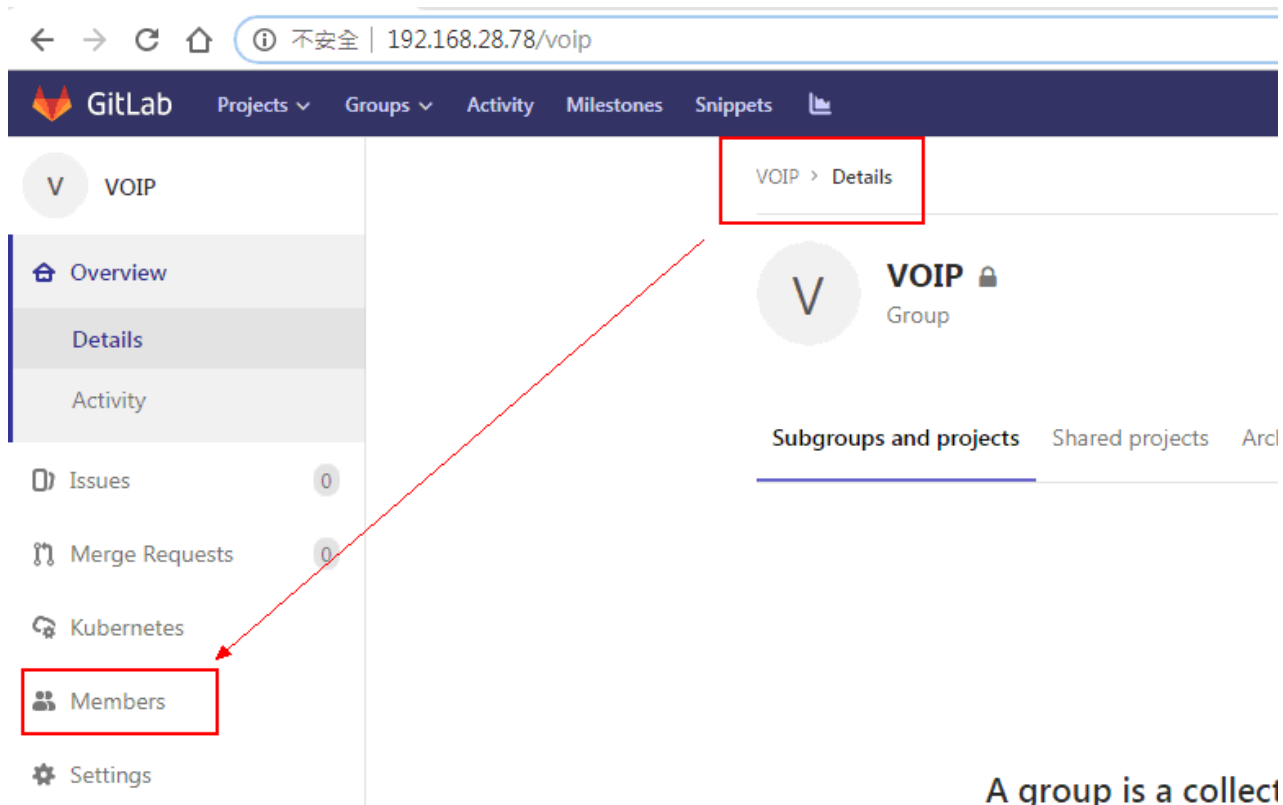 不安全 | 192.168.28.78/voip
GitLab Projects Groups Activity Milestones Snippets
V VOIP
VOIP > Details
Overview
V VOIP
Group
Details
Activity
Subgroups and projects Shared projects
Issues 0
Merge Requests 0
Kubernetes
Members
Settings
A group is a collect